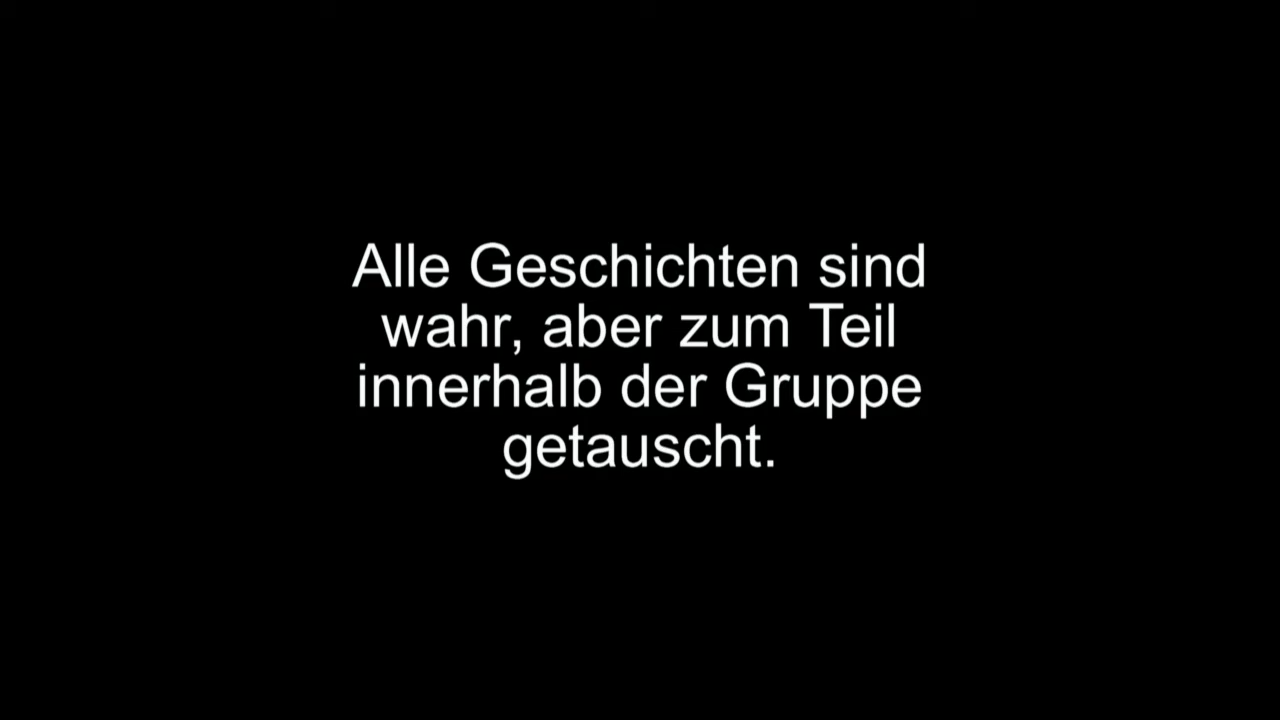 Alle Geschichten sind
wahr, aber zum Teil
innerhalb der Gruppe
getauscht.